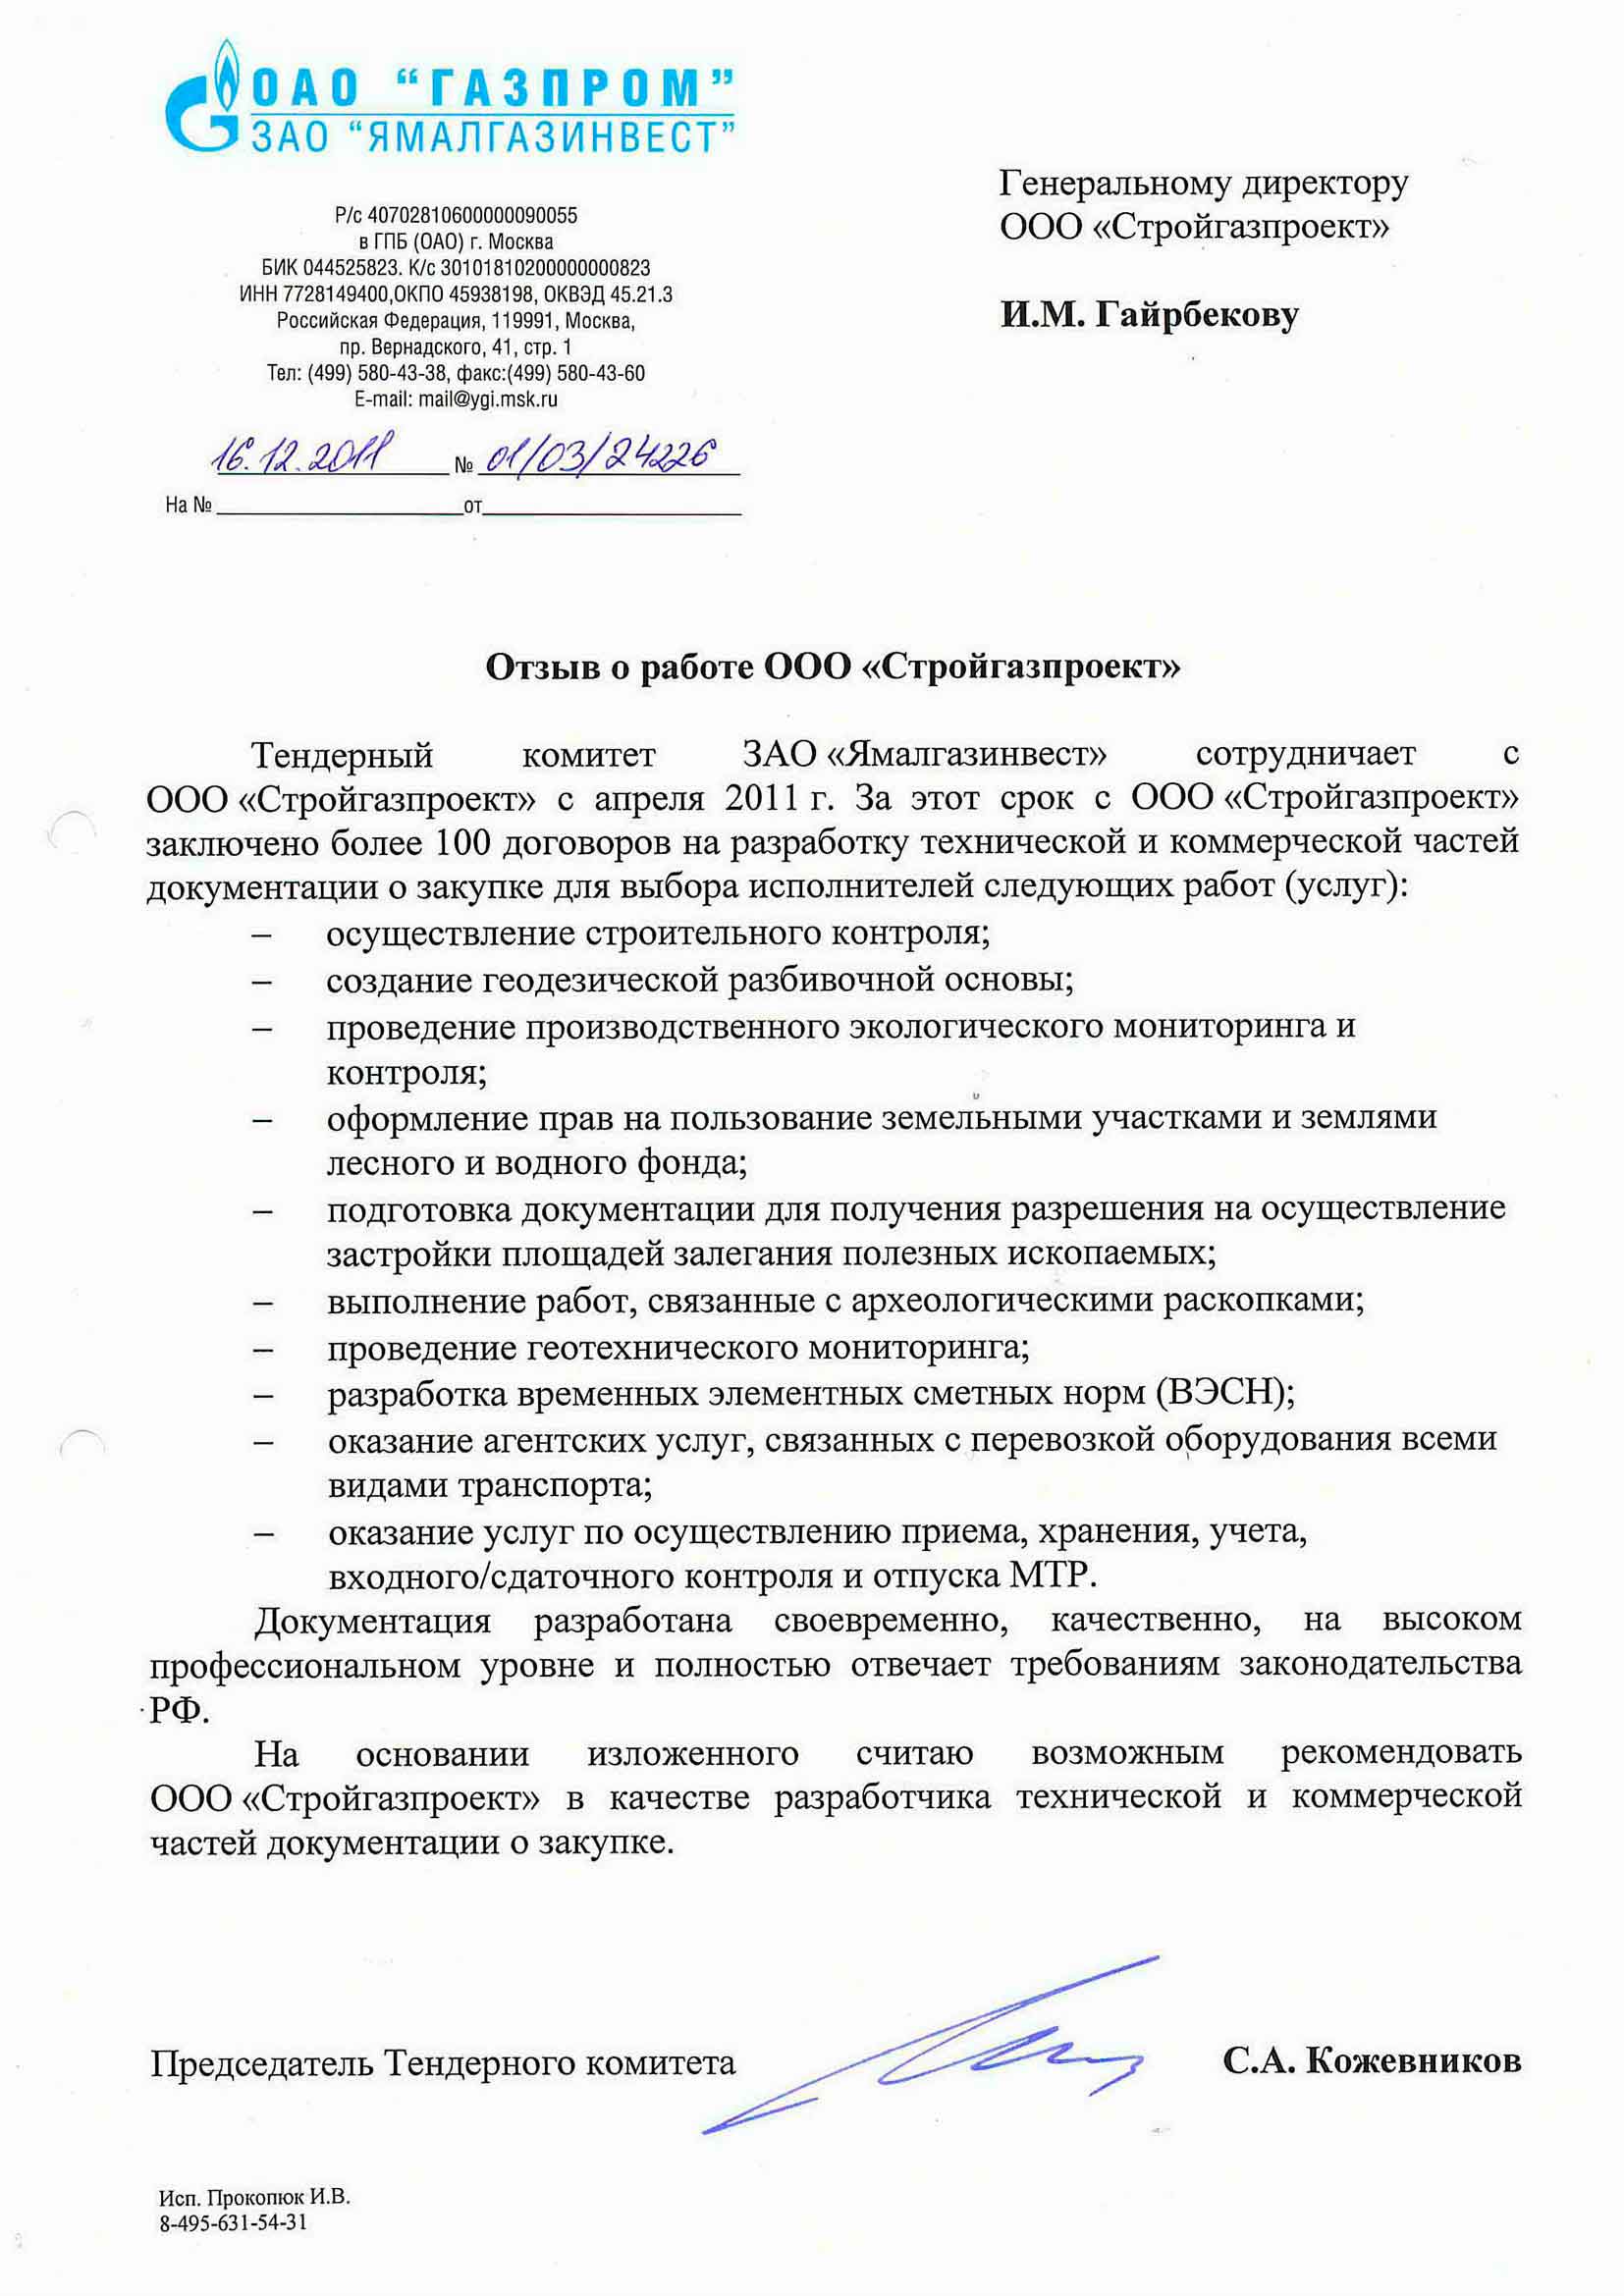 ОАО “ГАЗПРОМ”
ЗАО “ЯМАЛГАЗИНВЕСТ”
Р/с 40702810600000090055
в ГПБ (ОАО) г. Москва
БИК 044525823. К/с 30101810200000000823
ИНН 7728149400,ОКПО 45938198, ОКВЭД 45.21.3
Российская Федерация, 119991, Москва,
пр. Вернадского, 41, стр. 1
Тел: (499) 580-43-38, факс:(499) 580-43-60
E-mail: mail@ygi.msk.ru
16.12.2011 № 01/03/24226
На № от
Генеральному директору
ООО «Стройгазпроект»
И.М. Гайрбекову
Отзыв о работе ООО «Стройгазпроект»
Тендерный комитет ЗАО «Ямалгазинвест» сотрудничает с
ООО «Стройгазпроект» с апреля 2011 г. За этот срок с ООО «Стройгазпроект»
заключено более 100 договоров на разработку технической и коммерческой частей
документации о закупке для выбора исполнителей следующих работ (услуг):
– осуществление строительного контроля;
– создание геодезической разбивочной основы;
– проведение производственного экологического мониторинга и
контроля;
– оформление прав на пользование земельными участками и землями
лесного и водного фонда;
– подготовка документации для получения разрешения на осуществление
застройки площадей залегания полезных ископаемых;
– выполнение работ, связанные с археологическими раскопками;
– проведение геотехнического мониторинга;
– разработка временных элементных сметных норм (ВЭСН);
– оказание агентских услуг, связанных с перевозкой оборудования всеми
видами транспорта;
– оказание услуг по осуществлению приема, хранения, учета,
входного/сдаточного контроля и отпуска МТР.
Документация разработана своевременно, качественно, на высоком
профессиональном уровне и полностью отвечает требованиям законодательства
РФ.
На основании изложенного считаю возможным рекомендовать
ООО «Стройгазпроект» в качестве разработчика технической и коммерческой
частей документации о закупке.
Председатель Тендерного комитета С.А. Кожевников
Исп. Прокопюк И.В.
8-495-631-54-31